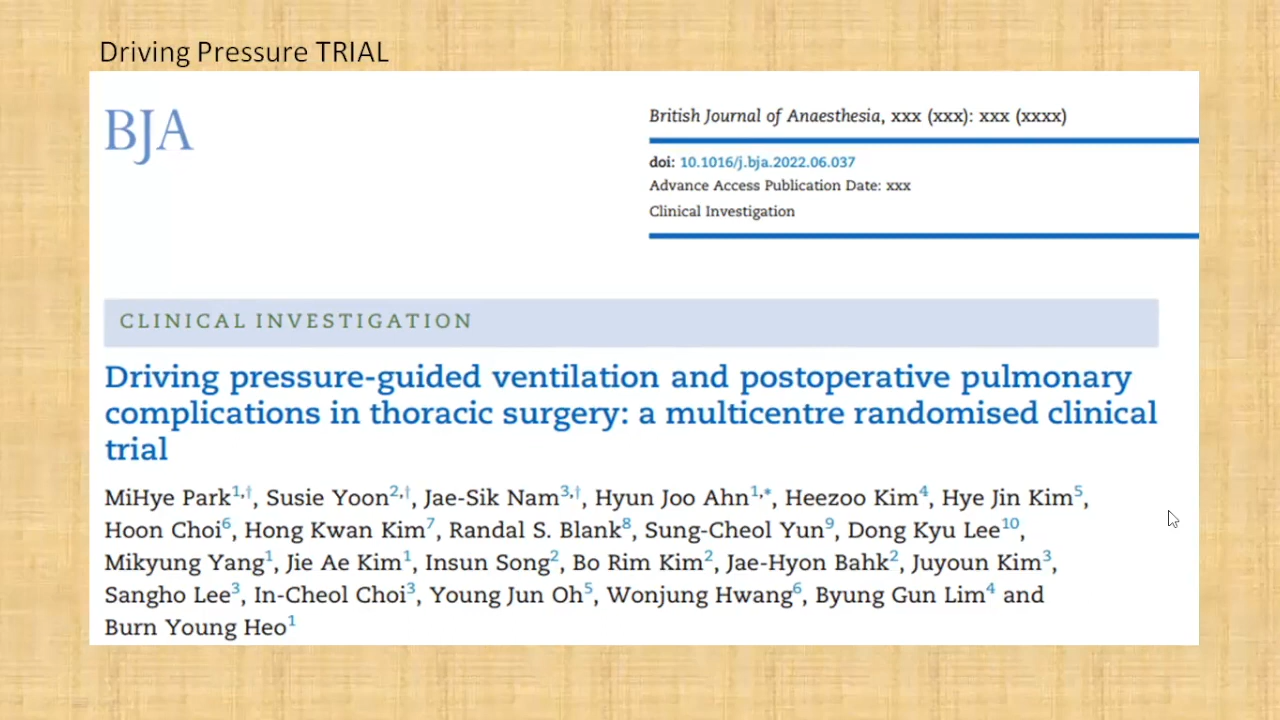 Driving Pressure TRIAL
BJA
British Journal of Anaesthesia, xxx (xxx): xxx (xxxx)
doi: 10.1016/j.bja.2022.06.037
Advance Access Publication Date: xxx
Clinical Investigation
CLINICAL INVESTIGATION
Driving pressure-guided ventilation and postoperative pulmonary
complications in thoracic surgery: a multicentre randomised clinical
trial
MiHye Park1,†, Susie Yoon2,†, Jae-Sik Nam3,†, Hyun Joo Ahn1,*, Heezoo Kim4, Hye Jin Kim5,
Hoon Choi6, Hong Kwan Kim7, Randal S. Blank8, Sung-Cheol Yun9, Dong Kyu Lee10,
Mikyung Yang1, Jie Ae Kim1, Insun Song2, Bo Rim Kim2, Jae-Hyon Bahk2, Juyoun Kim3,
Sangho Lee3, In-Cheol Choi3, Young Jun Oh5, Wonjung Hwang6, Byung Gun Lim4 and
Burn Young Heo1